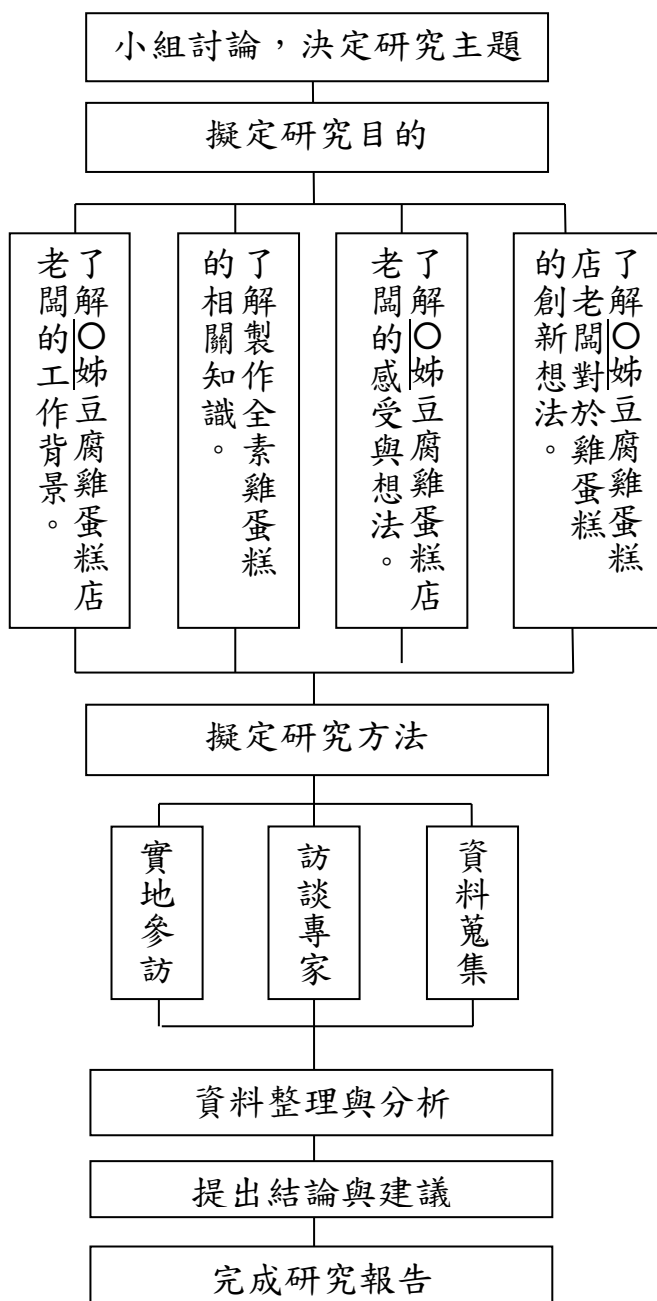 小組討論，決定研究主題
擬定研究目的
了解○姊豆腐雞蛋糕店
老闆的工作背景。
了解製作全素雞蛋糕
的相關知識。
了解○姊豆腐雞蛋糕店
老闆的感受與想法。
了解○姊豆腐雞蛋糕
店老闆對於雞蛋糕
的創新想法。
擬定研究方法
實地參訪
訪談專家
資料蒐集
資料整理與分析
提出結論與建議
完成研究報告